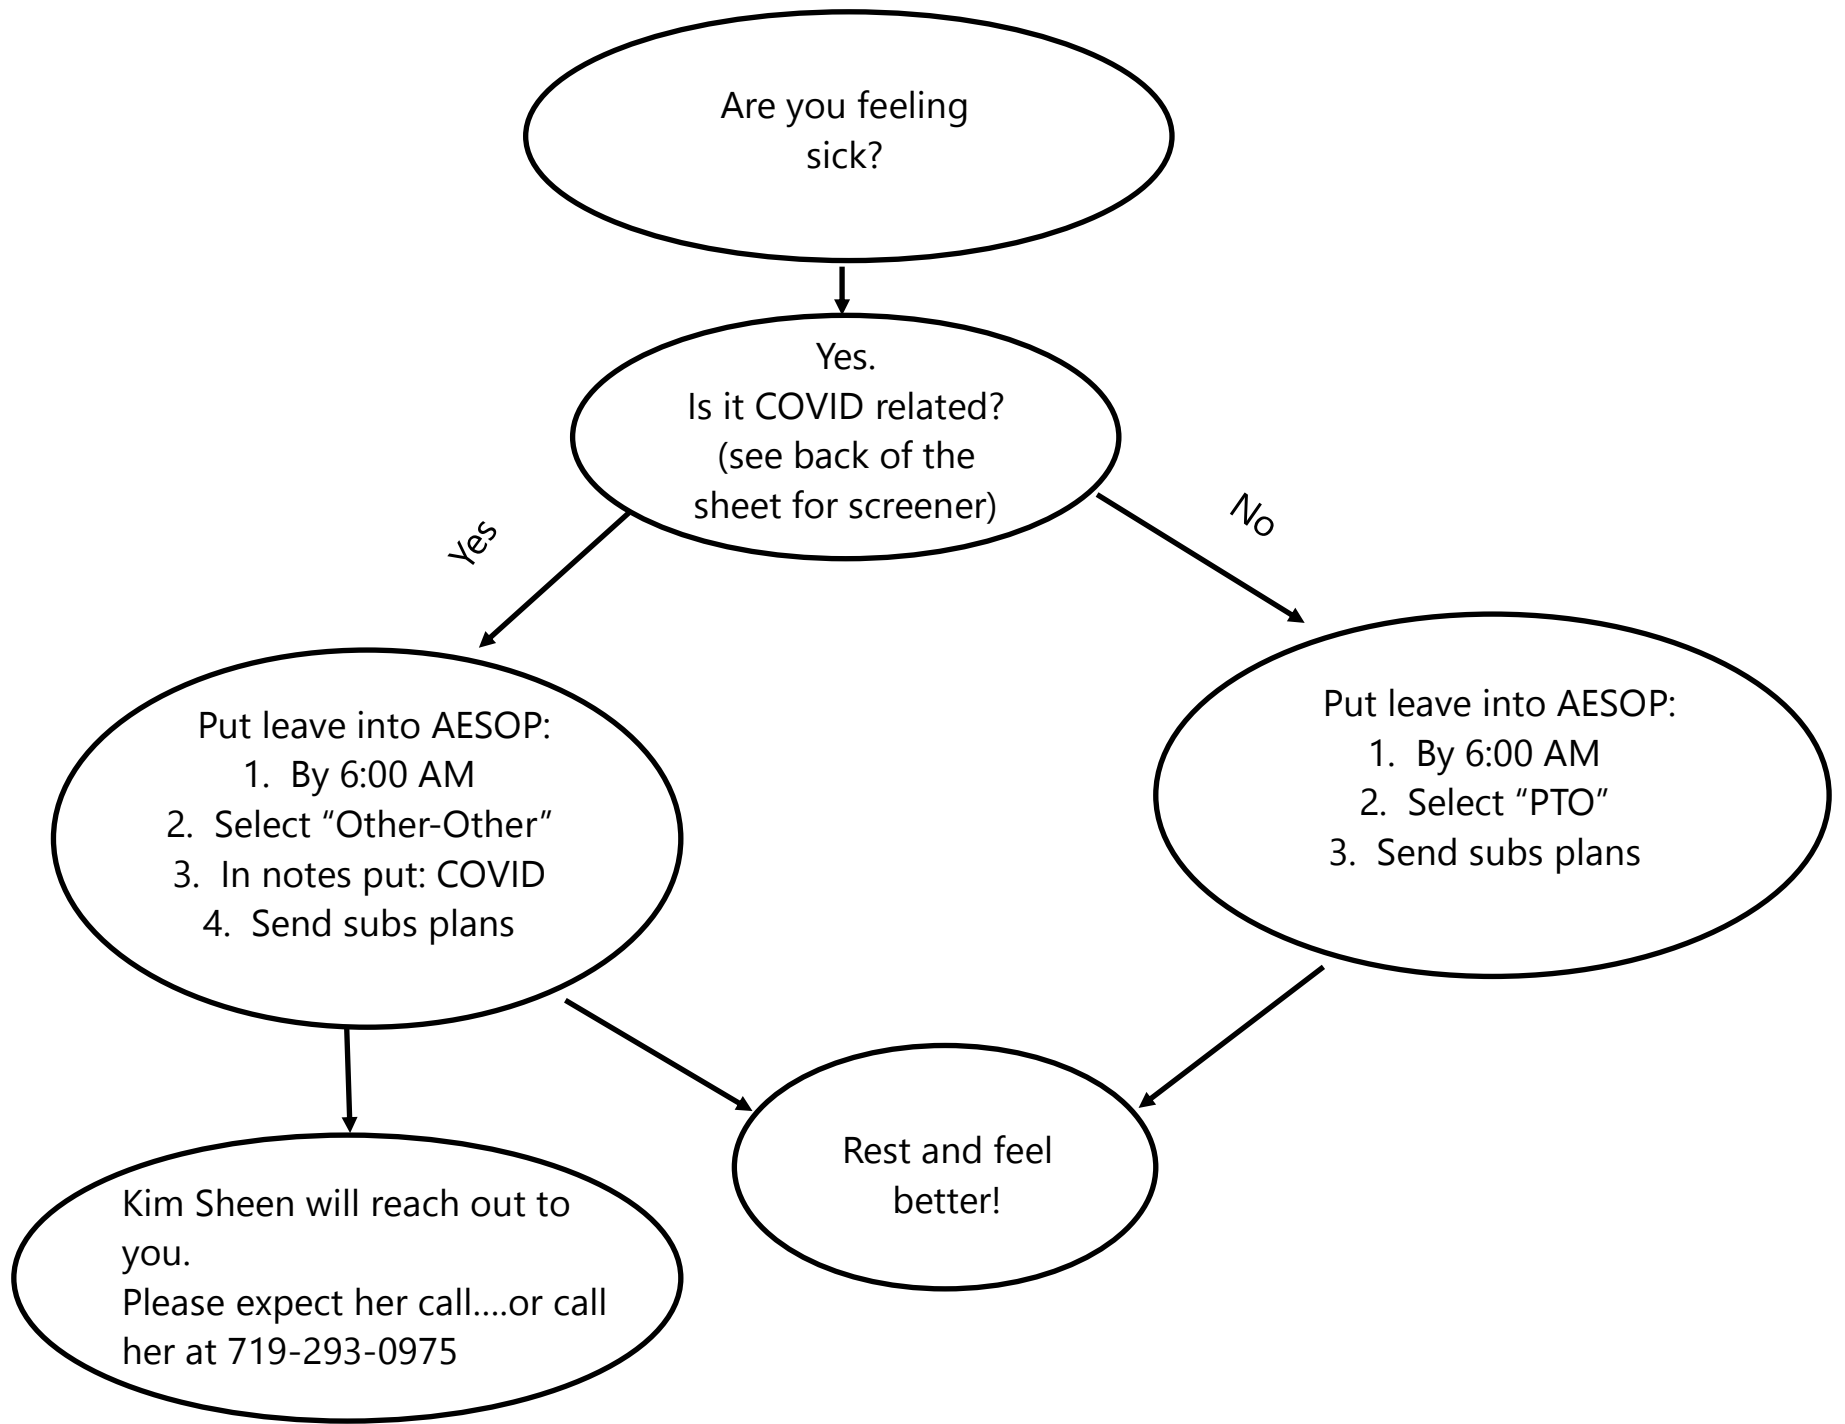 Are you feeling
sick?
Yes.
Is it COVID related?
(see back of the
sheet for screener)
Yes
No
Put leave into AESOP:
1. By 6:00 AM
2. Select “Other-Other”
3. In notes put: COVID
4. Send subs plans
Put leave into AESOP:
1. By 6:00 AM
2. Select “PTO”
3. Send subs plans
Kim Sheen will reach out to
you.
Please expect her call....or call
her at 719-293-0975
Rest and feel
better!